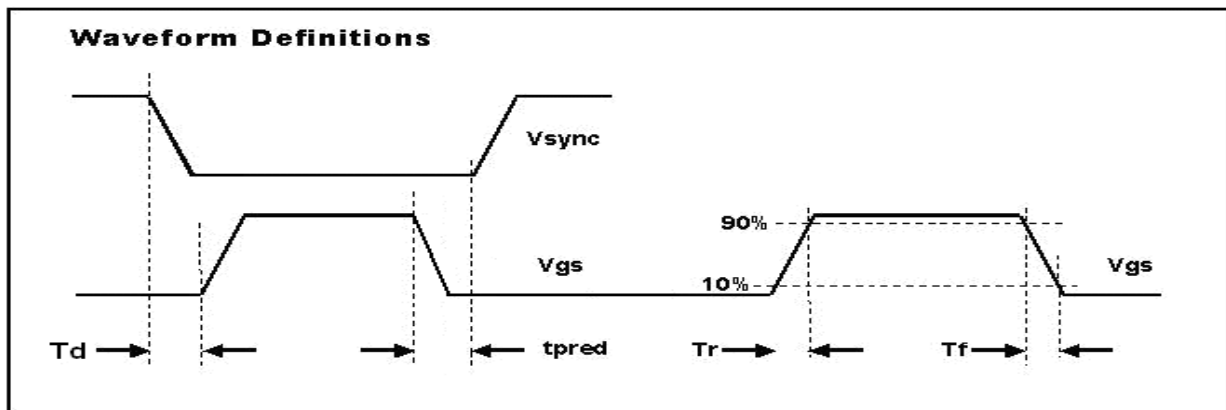 Waveform Definitions
Vsync
90%
Vgs
10%
Vgs
Td
tpred
Tr
Tf